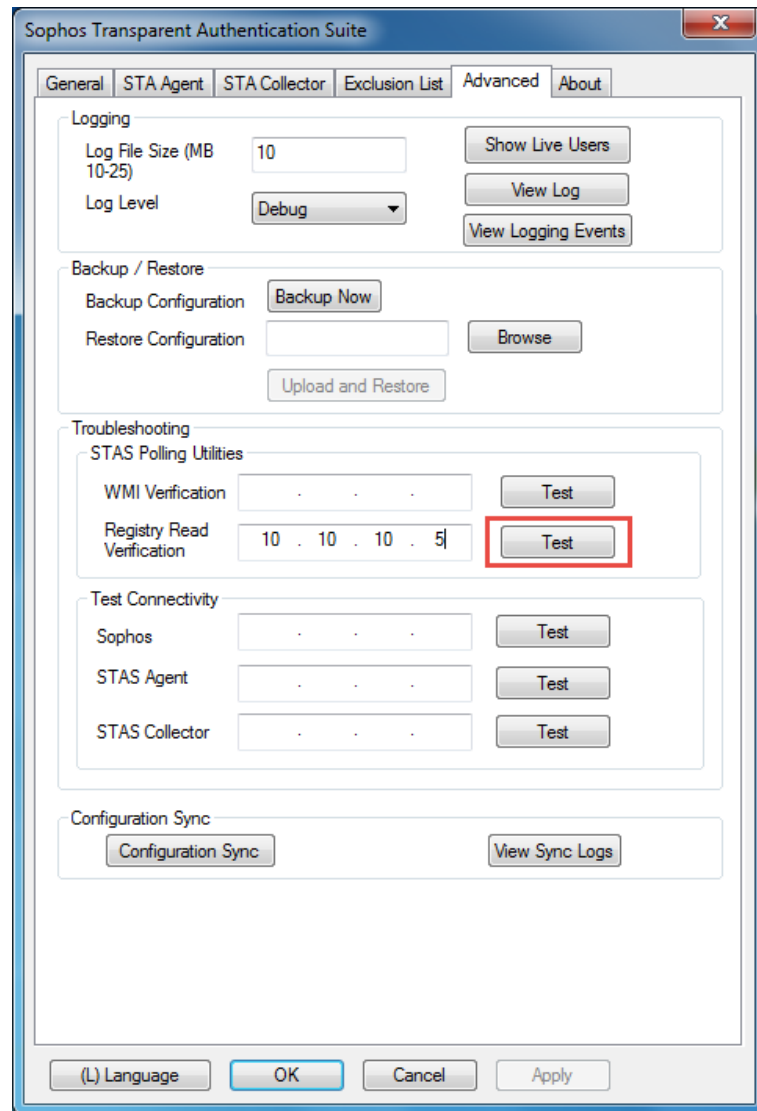 Sophos Transparent Authentication Suite
x
General STA Agent STA Collector Exclusion List Advanced About
Logging
Log File Size (MB
10-25)
10
Show Live Users
View Log
Log Level
Debug
View Logging Events
Backup / Restore
Backup Configuration
Backup Now
Restore Configuration
Browse
Upload and Restore
Troubleshooting
STAS Polling Utilities
WMI Verification
. . .
Test
Registry Read
Verification
10 . 10 . 10 . 5
Test
Test Connectivity
Sophos
. . .
Test
STAS Agent
. . .
Test
STAS Collector
. . .
Test
Configuration Sync
Configuration Sync
View Sync Logs
(L) Language
OK
Cancel
Apply